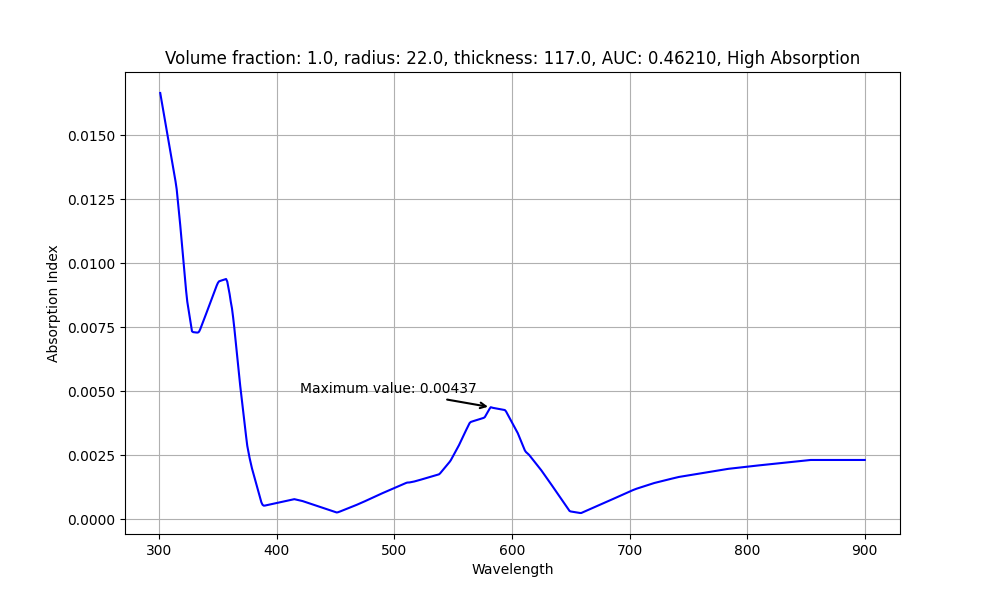 Volume fraction: 1.0, radius: 22.0, thickness: 117.0, AUC: 0.46210, High Absorption
0.0150
0.0125
0.0100
0.0075
0.0050
0.0025
0.0000
Absorption Index
Maximum value: 0.00437
300 400 500 600 700 800 900
Wavelength